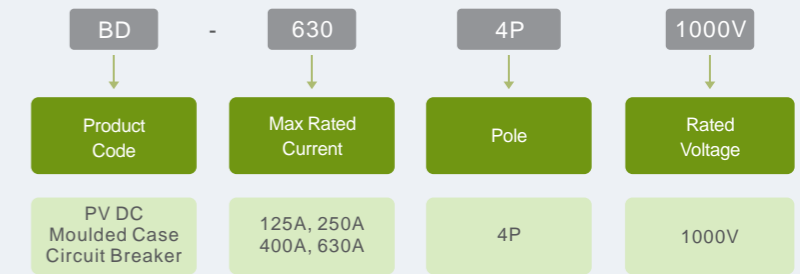 BD - 630 4P 1000V
Product
Code
Max Rated
Current
Pole
Rated
Voltage
PV DC
Moulded Case
Circuit Breaker
125A, 250A
400A, 630A
4P
1000V